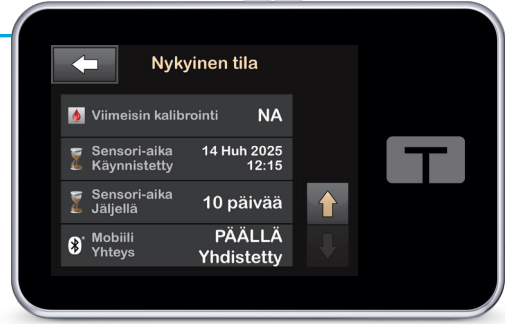 Nykyinen tila
Viimeisin kalibrointi NA
Sensori-aika 14 Huh 2025
Käynnistetty 12:15
Sensori-aika
Jäljellä 10 päivää
Mobiili PÄÄLLÄ
Yhteys Yhdistetty